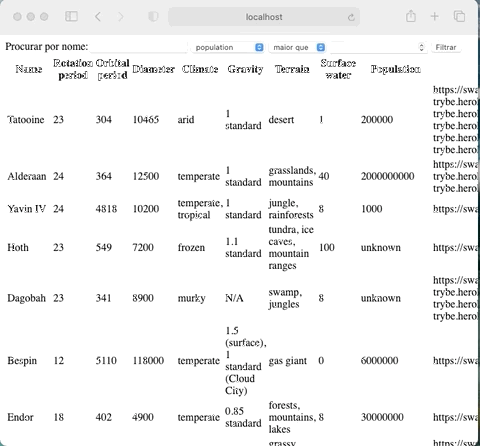 localhost
Procurar por nome: population maior que Filtrar
Name Rotation period Orbital period Diameter Climate Gravity Terrain Surface water Population
Tatooine 23 304 10465 arid 1 standard desert 1 200000 https://swa
trybe.herol
trybe.herol
trybe.herol
trybe.herol
trybe.herol
Alderaan 24 364 12500 temperate 1 standard grasslands, mountains 40 2000000000 https://swa
trybe.herol
trybe.herol
Yavin IV 24 4818 10200 temperate, tropical 1 standard jungle, rainforests 8 1000 https://swa
Hoth 23 549 7200 frozen 1.1 standard tundra, ice caves, mountain ranges 100 unknown https://swa
Dagobah 23 341 8900 murky N/A swamp, jungles 8 unknown https://swa
trybe.herol
trybe.herol
trybe.herol
Bespin 12 5110 118000 temperate 1.5 (surface), 1 standard (Cloud City) gas giant 0 6000000 https://swa
Endor 18 402 4900 temperate 0.85 standard forests, mountains, lakes 8 30000000 https://swa
grassy https://swa